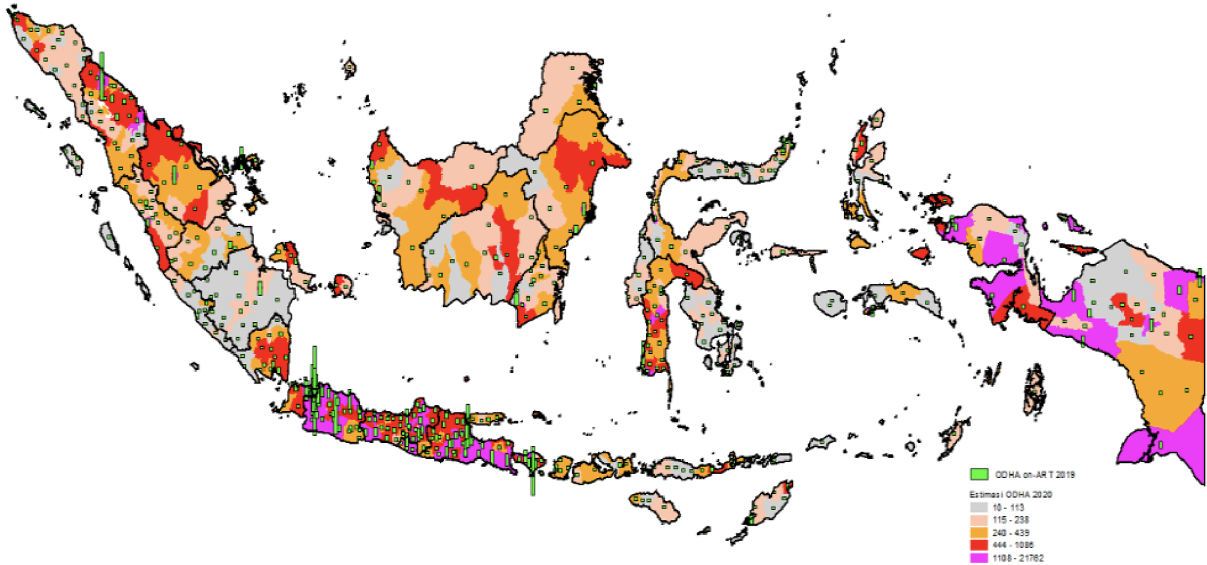 ODHA on-ART 2019
Estimasi ODHA 2020
10 - 113
115 - 238
240 - 439
444 - 1086
1108 - 21762